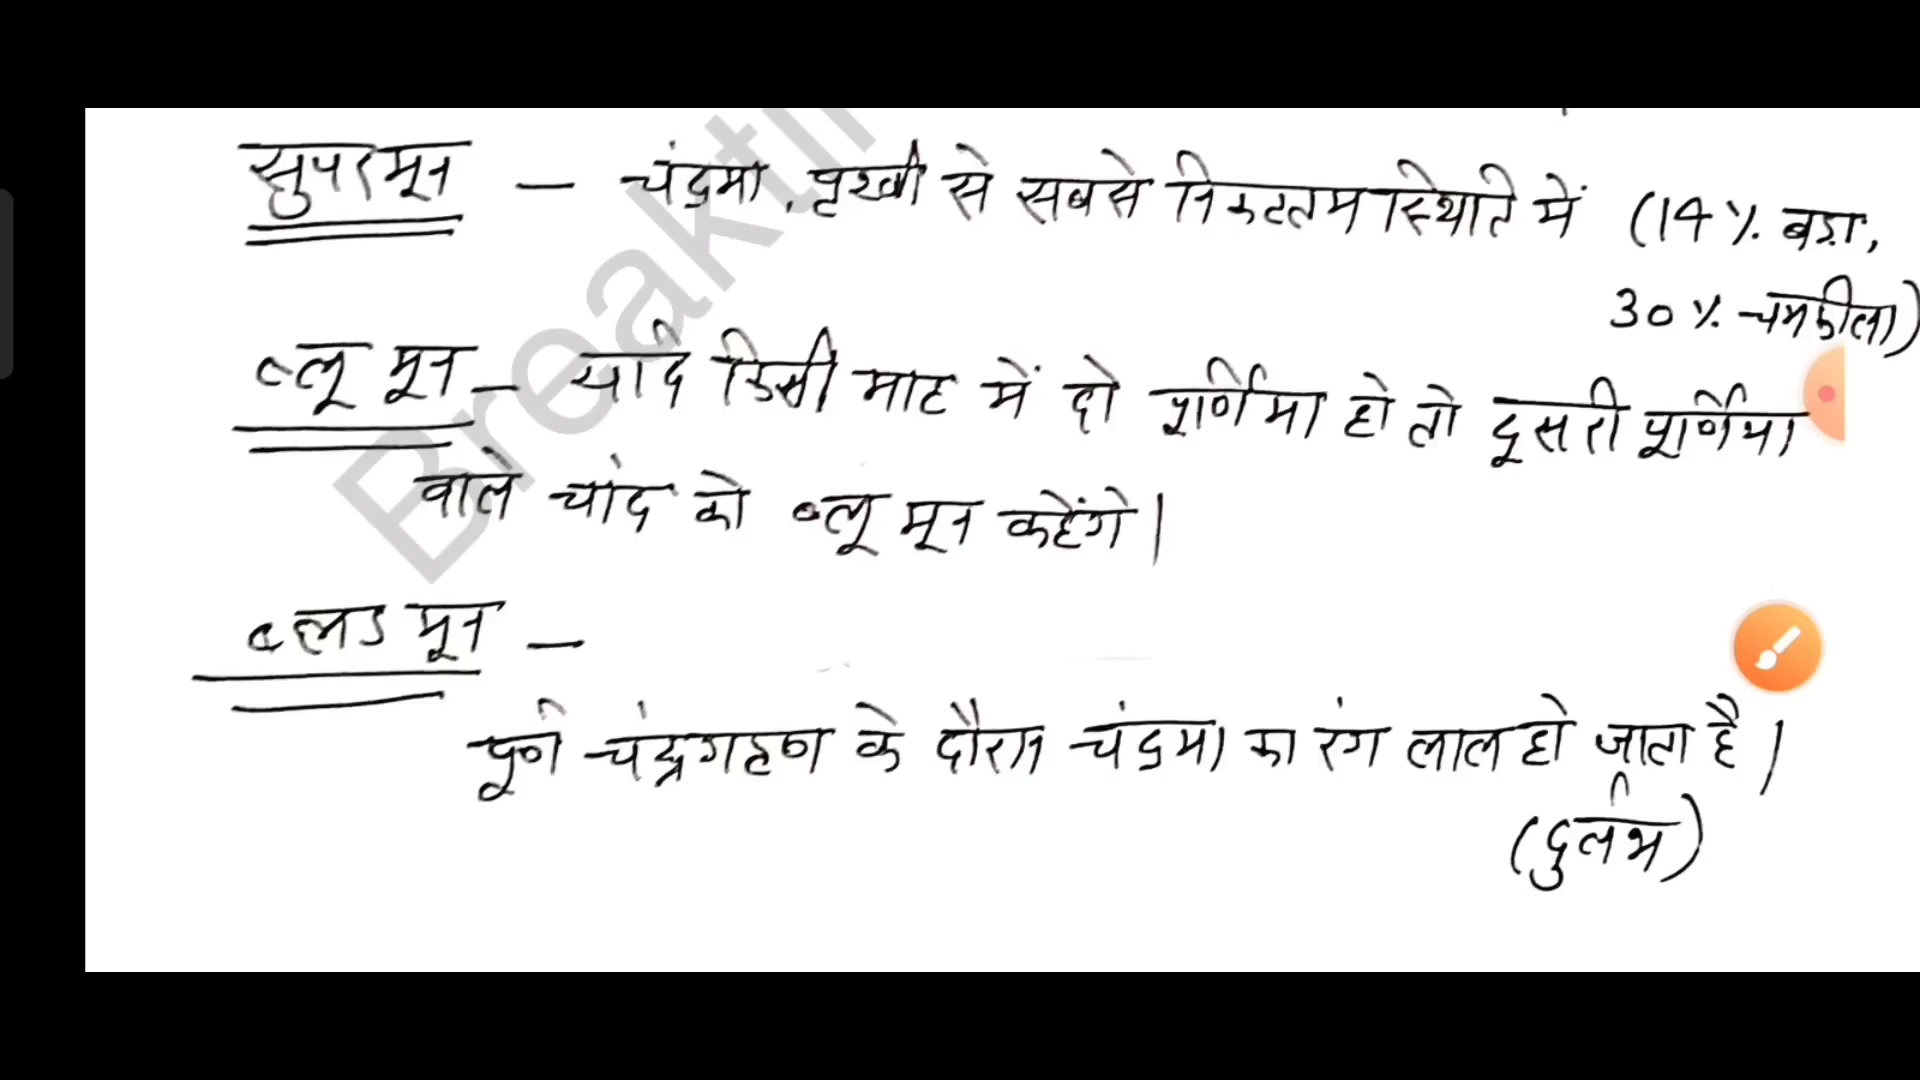 सुपरमून — चंद्रमा, पृथ्वी से सबसे निकटतम स्थिति में (14% बड़ा,
30% चमकीला)
ब्लू मून — यदि किसी माह में दो पूर्णिमा हो तो दूसरी पूर्णिमा
वाले चांद को ब्लू मून कहेंगे।
ब्लड मून —
पूर्ण चंद्रग्रहण के दौरान चंद्रमा का रंग लाल हो जाता है।
(दुर्लभ)